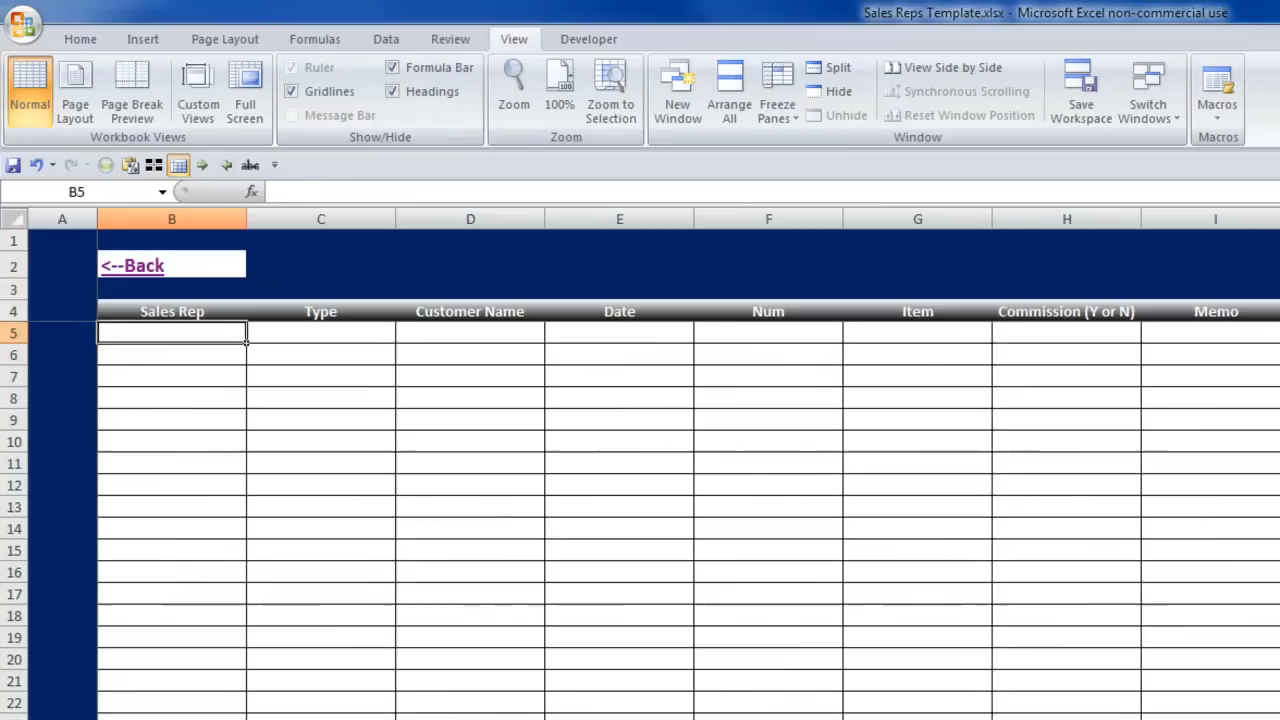 Sales Reps Template.xlsx - Microsoft Excel non-commercial use
Home Insert Page Layout Formulas Data Review View Developer
Normal
Page Layout
Page Break Preview
Custom Views
Full Screen
Workbook Views
Ruler
Formula Bar
Gridlines
Headings
Message Bar
Show/Hide
Zoom
100%
Zoom to Selection
Zoom
New Window
Arrange All
Freeze Panes
Split
Hide
Unhide
View Side by Side
Synchronous Scrolling
Reset Window Position
Save Workspace
Switch Windows
Window
Macros
Macros
abc
B5 fx
A B C D E F G H I
1
2 <--Back
3
4 Sales Rep Type Customer Name Date Num Item Commission (Y or N) Memo
5
6
7
8
9
10
11
12
13
14
15
16
17
18
19
20
21
22